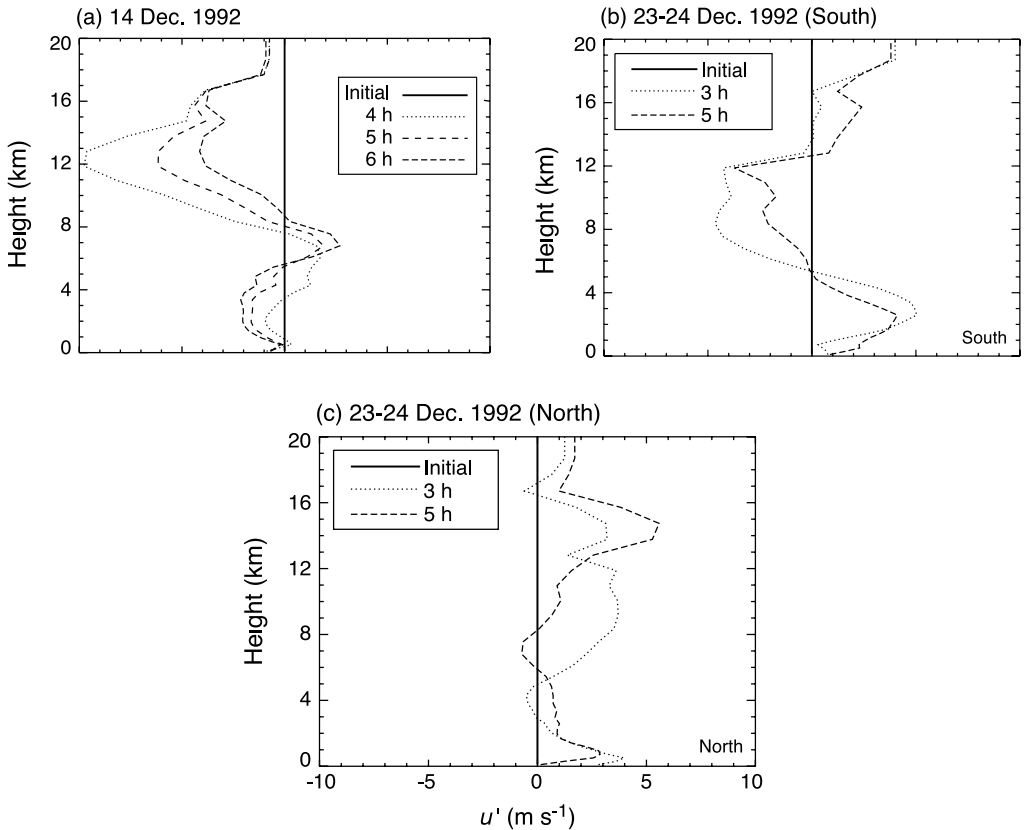 (a) 14 Dec. 1992
20
16
12
8
4
0
Height (km)
Initial
4 h
5 h
6 h
(b) 23-24 Dec. 1992 (South)
20
16
12
8
4
0
Height (km)
Initial
3 h
5 h
South
(c) 23-24 Dec. 1992 (North)
20
16
12
8
4
0
Height (km)
Initial
3 h
5 h
North
-10 -5 0 5 10
u' (m s⁻¹)